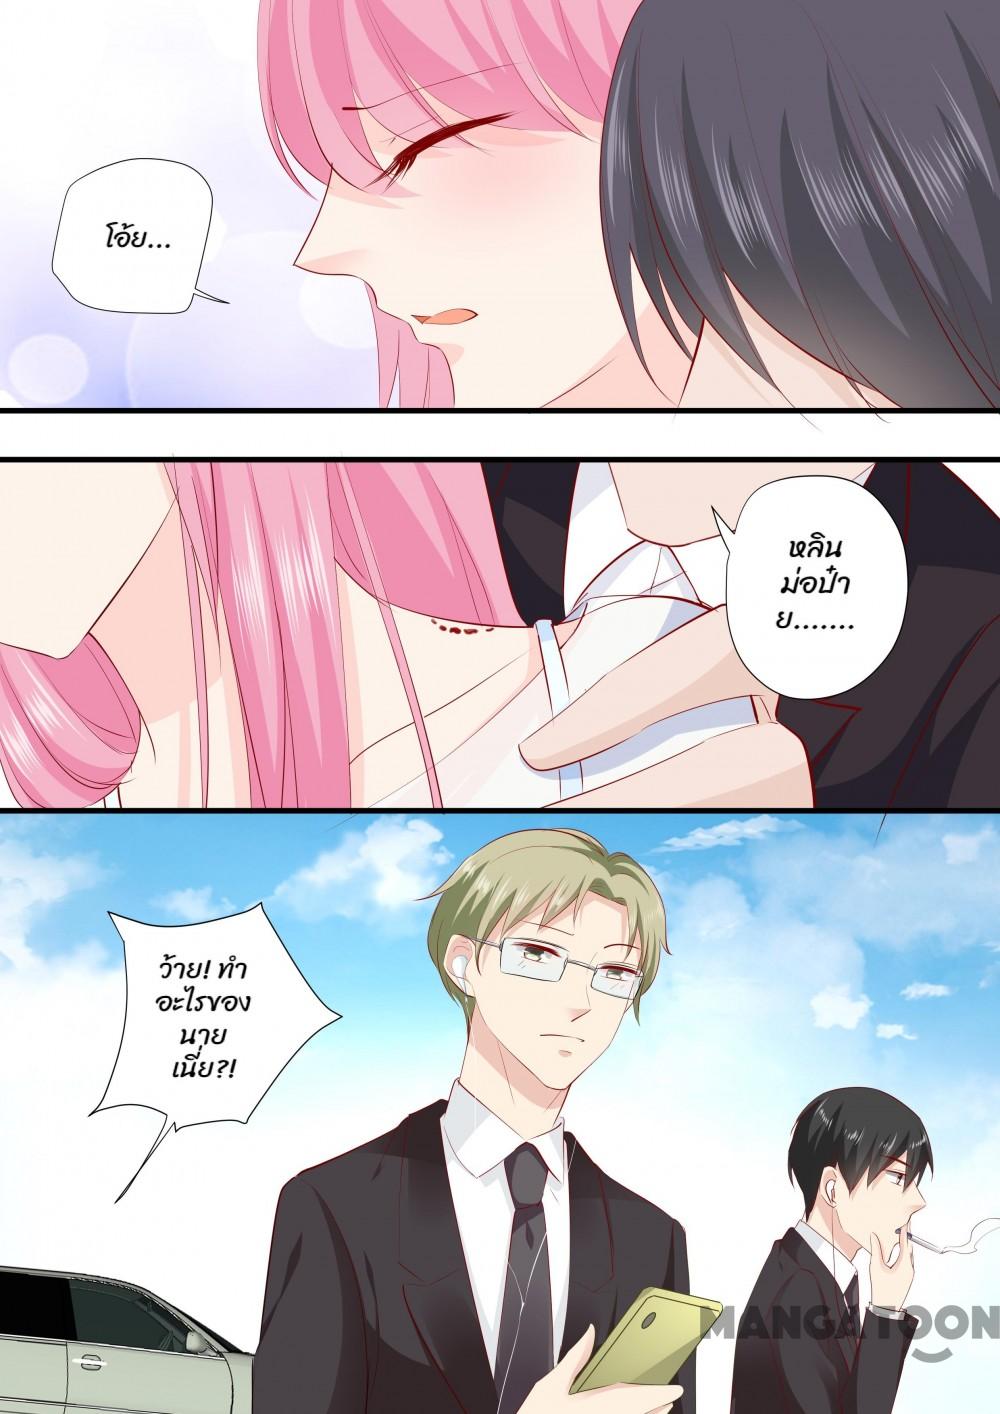 โอ้ย...
หลิน
ม่อป๋า
ย.......
ว้าย! ทำ
อะไรของ
นาย
เนี่ย?!
MANGATOON